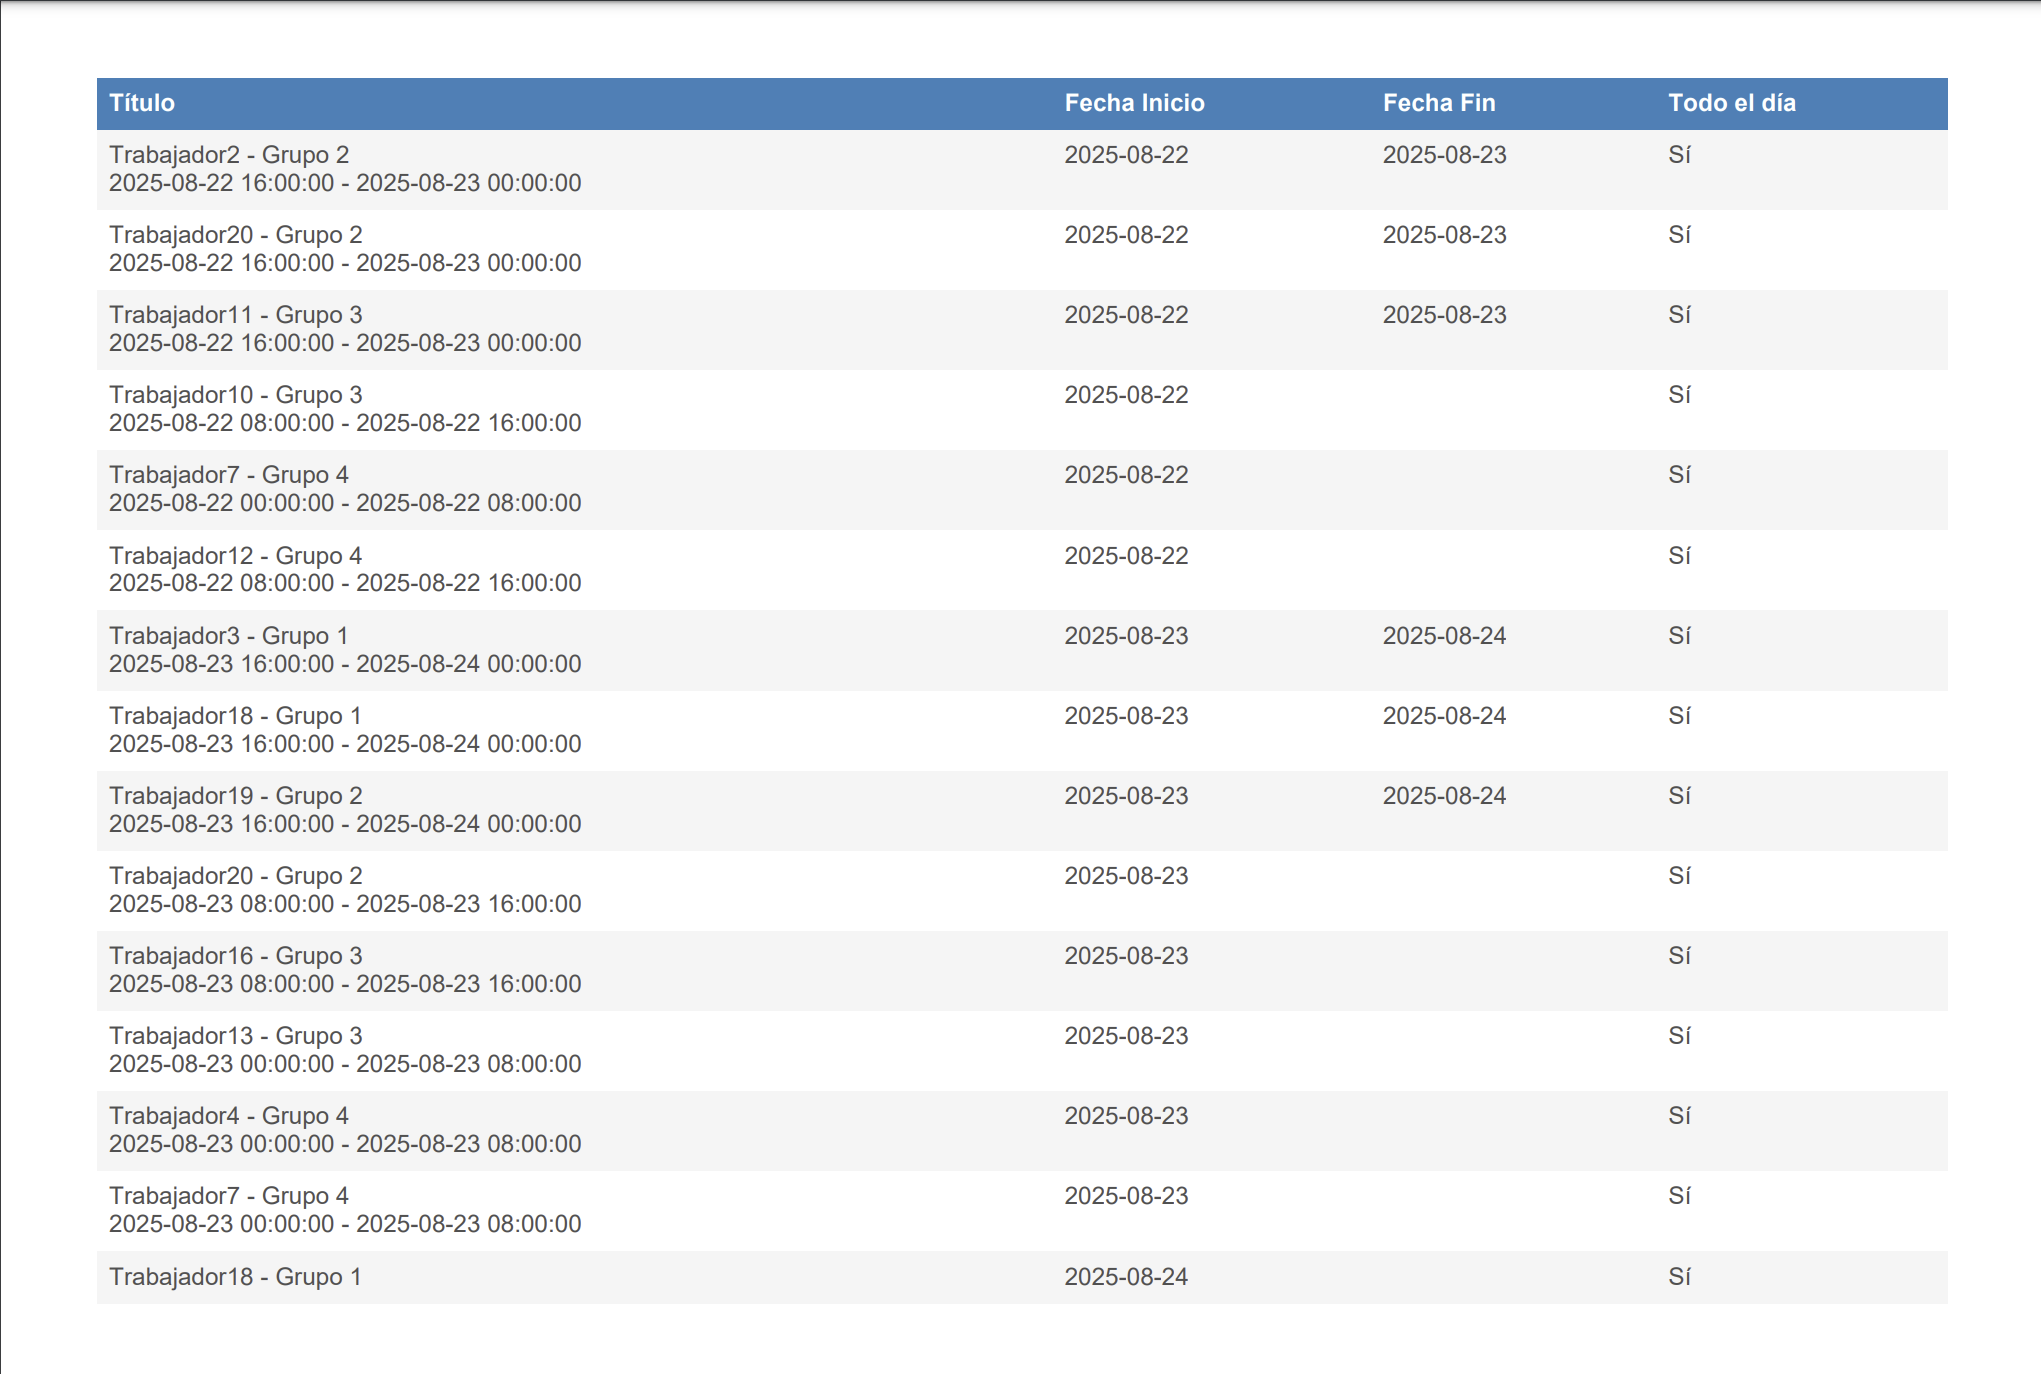 Título Fecha Inicio Fecha Fin Todo el día
Trabajador2 - Grupo 2 2025-08-22 2025-08-23 Sí
2025-08-22 16:00:00 - 2025-08-23 00:00:00
Trabajador20 - Grupo 2 2025-08-22 2025-08-23 Sí
2025-08-22 16:00:00 - 2025-08-23 00:00:00
Trabajador11 - Grupo 3 2025-08-22 2025-08-23 Sí
2025-08-22 16:00:00 - 2025-08-23 00:00:00
Trabajador10 - Grupo 3 2025-08-22 Sí
2025-08-22 08:00:00 - 2025-08-22 16:00:00
Trabajador7 - Grupo 4 2025-08-22 Sí
2025-08-22 00:00:00 - 2025-08-22 08:00:00
Trabajador12 - Grupo 4 2025-08-22 Sí
2025-08-22 08:00:00 - 2025-08-22 16:00:00
Trabajador3 - Grupo 1 2025-08-23 2025-08-24 Sí
2025-08-23 16:00:00 - 2025-08-24 00:00:00
Trabajador18 - Grupo 1 2025-08-23 2025-08-24 Sí
2025-08-23 16:00:00 - 2025-08-24 00:00:00
Trabajador19 - Grupo 2 2025-08-23 2025-08-24 Sí
2025-08-23 16:00:00 - 2025-08-24 00:00:00
Trabajador20 - Grupo 2 2025-08-23 Sí
2025-08-23 08:00:00 - 2025-08-23 16:00:00
Trabajador16 - Grupo 3 2025-08-23 Sí
2025-08-23 08:00:00 - 2025-08-23 16:00:00
Trabajador13 - Grupo 3 2025-08-23 Sí
2025-08-23 00:00:00 - 2025-08-23 08:00:00
Trabajador4 - Grupo 4 2025-08-23 Sí
2025-08-23 00:00:00 - 2025-08-23 08:00:00
Trabajador7 - Grupo 4 2025-08-23 Sí
2025-08-23 00:00:00 - 2025-08-23 08:00:00
Trabajador18 - Grupo 1 2025-08-24 Sí